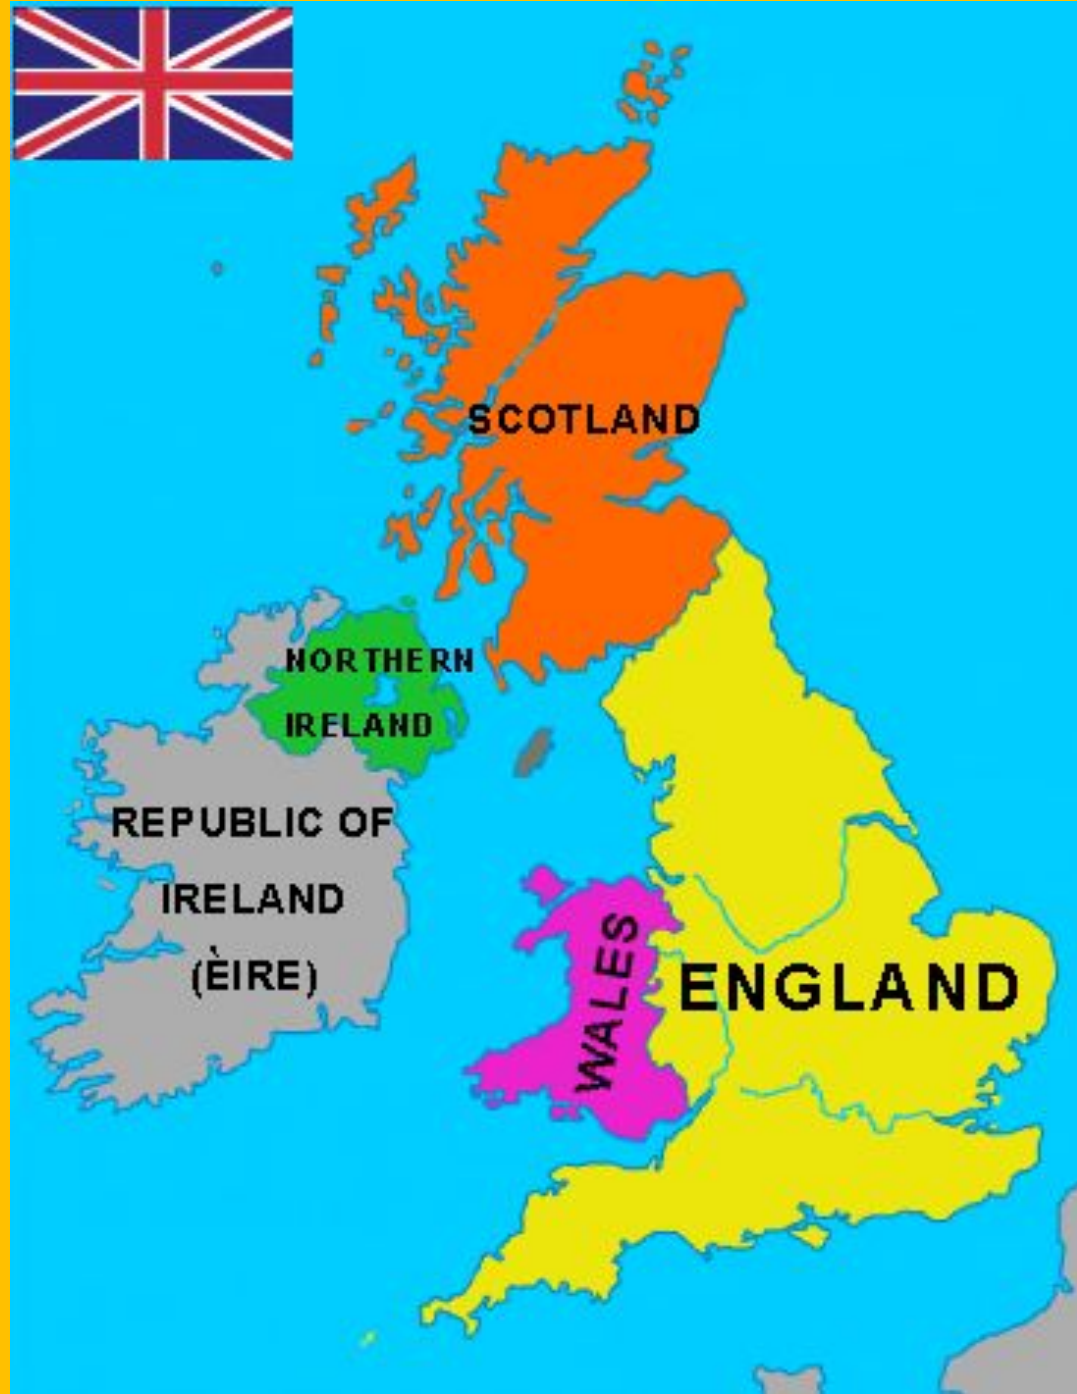 SCOTLAND
NORTHERN
IRELAND
REPUBLIC OF
IRELAND
(ÈIRE)
WALES
ENGLAND